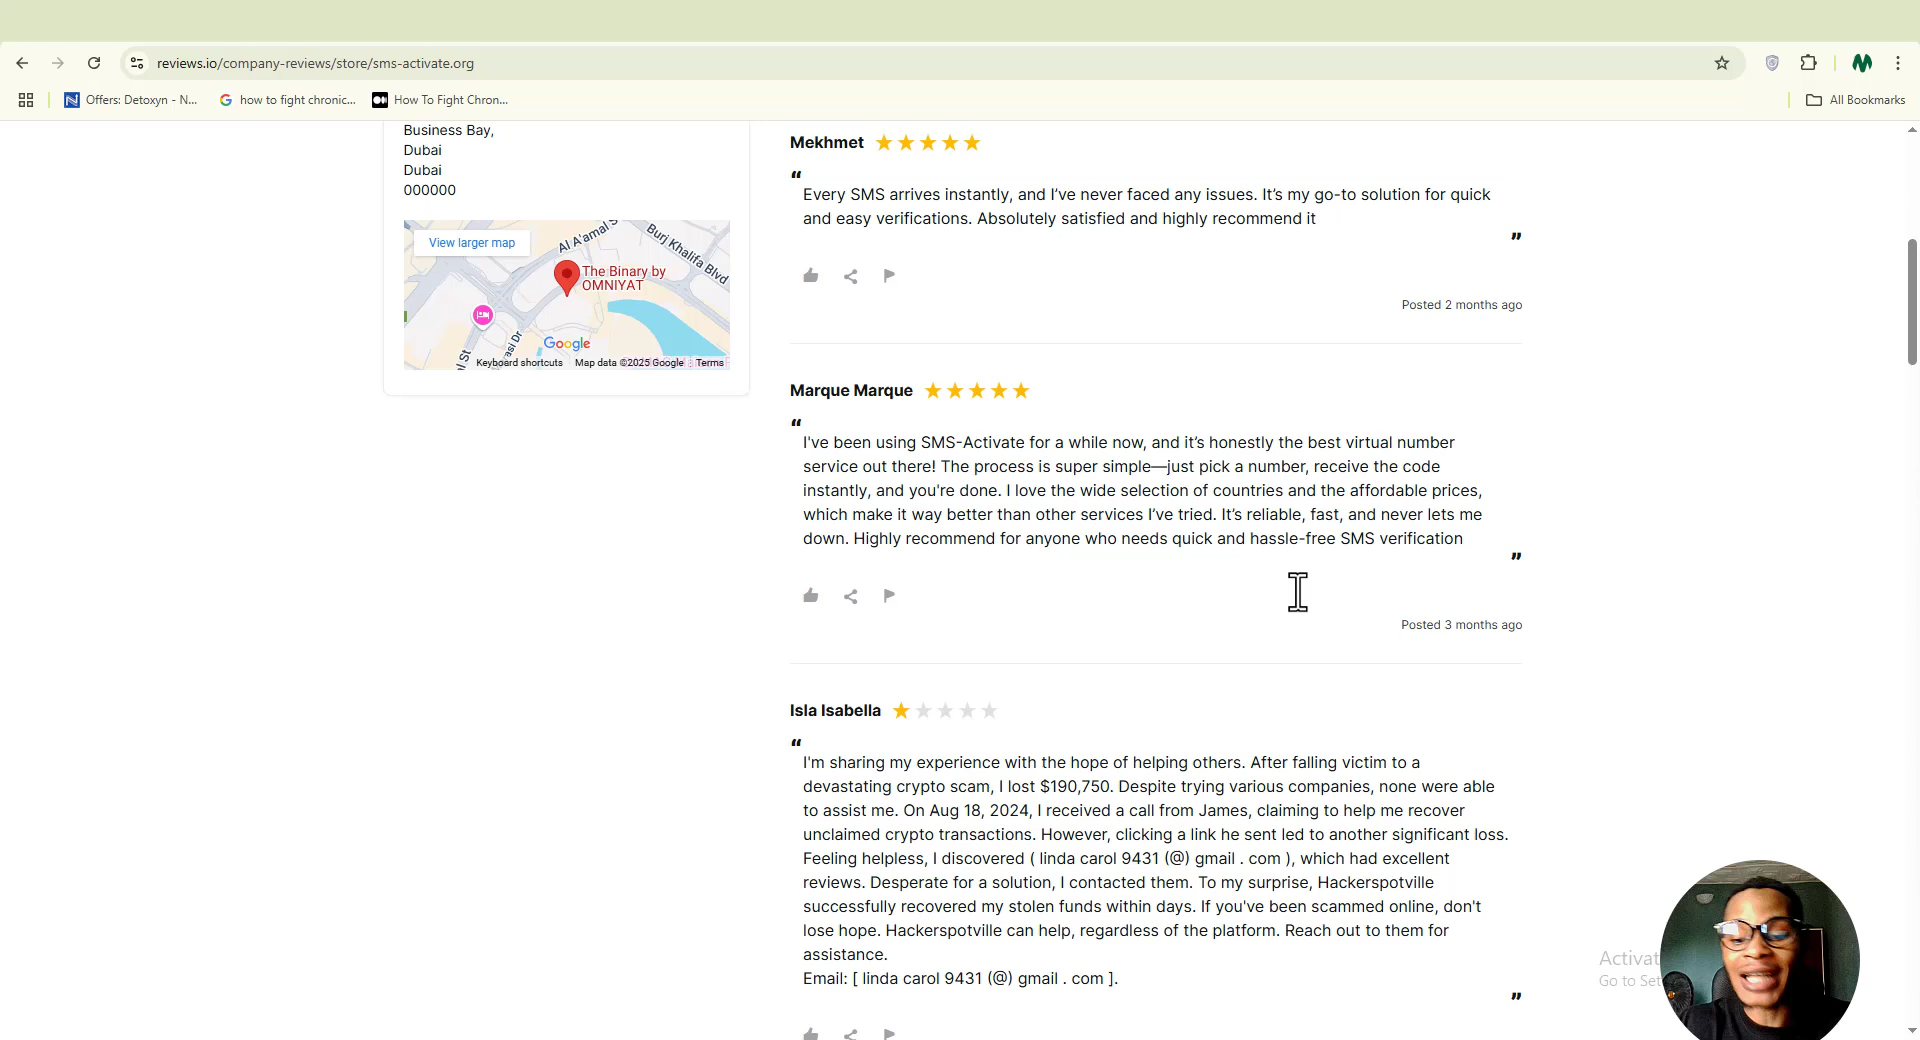 reviews.io/company-reviews/store/sms-activate.org
Offers: Detoxyn - N...
how to fight chronic...
How To Fight Chron...
All Bookmarks
Business Bay,
Dubai
Dubai
000000
View larger map
Al A'amal S
Burj Khalifa Blvd
The Binary by
OMNIYAT
asi Dr
al St
Google
Keyboard shortcuts
Map data ©2025 Google
Terms
Mekhmet
“
Every SMS arrives instantly, and I’ve never faced any issues. It’s my go-to solution for quick
and easy verifications. Absolutely satisfied and highly recommend it
”
Posted 2 months ago
Marque Marque
“
I've been using SMS-Activate for a while now, and it’s honestly the best virtual number
service out there! The process is super simple—just pick a number, receive the code
instantly, and you're done. I love the wide selection of countries and the affordable prices,
which make it way better than other services I’ve tried. It’s reliable, fast, and never lets me
down. Highly recommend for anyone who needs quick and hassle-free SMS verification
”
Posted 3 months ago
Isla Isabella
“
I'm sharing my experience with the hope of helping others. After falling victim to a
devastating crypto scam, I lost $190,750. Despite trying various companies, none were able
to assist me. On Aug 18, 2024, I received a call from James, claiming to help me recover
unclaimed crypto transactions. However, clicking a link he sent led to another significant loss.
Feeling helpless, I discovered ( linda carol 9431 (@) gmail . com ), which had excellent
reviews. Desperate for a solution, I contacted them. To my surprise, Hackerspotville
successfully recovered my stolen funds within days. If you've been scammed online, don't
lose hope. Hackerspotville can help, regardless of the platform. Reach out to them for
assistance.
Email: [ linda carol 9431 (@) gmail . com ].
”
Activat
Go to Set